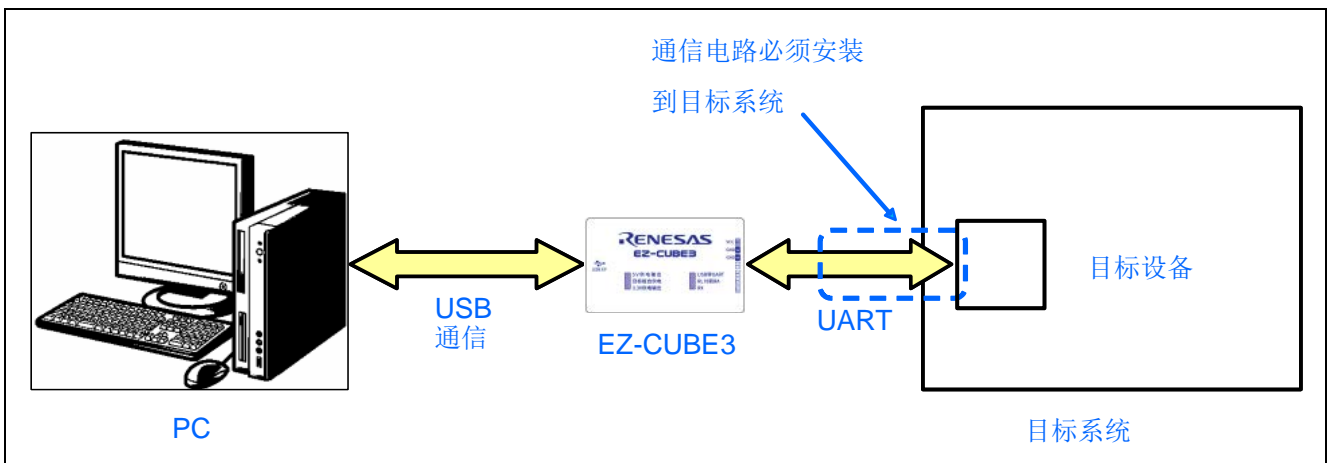 通信电路必须安装
到目标系统
RENESAS
EZ-CUBE3
USB
通信
EZ-CUBE3
UART
目标设备
PC
目标系统